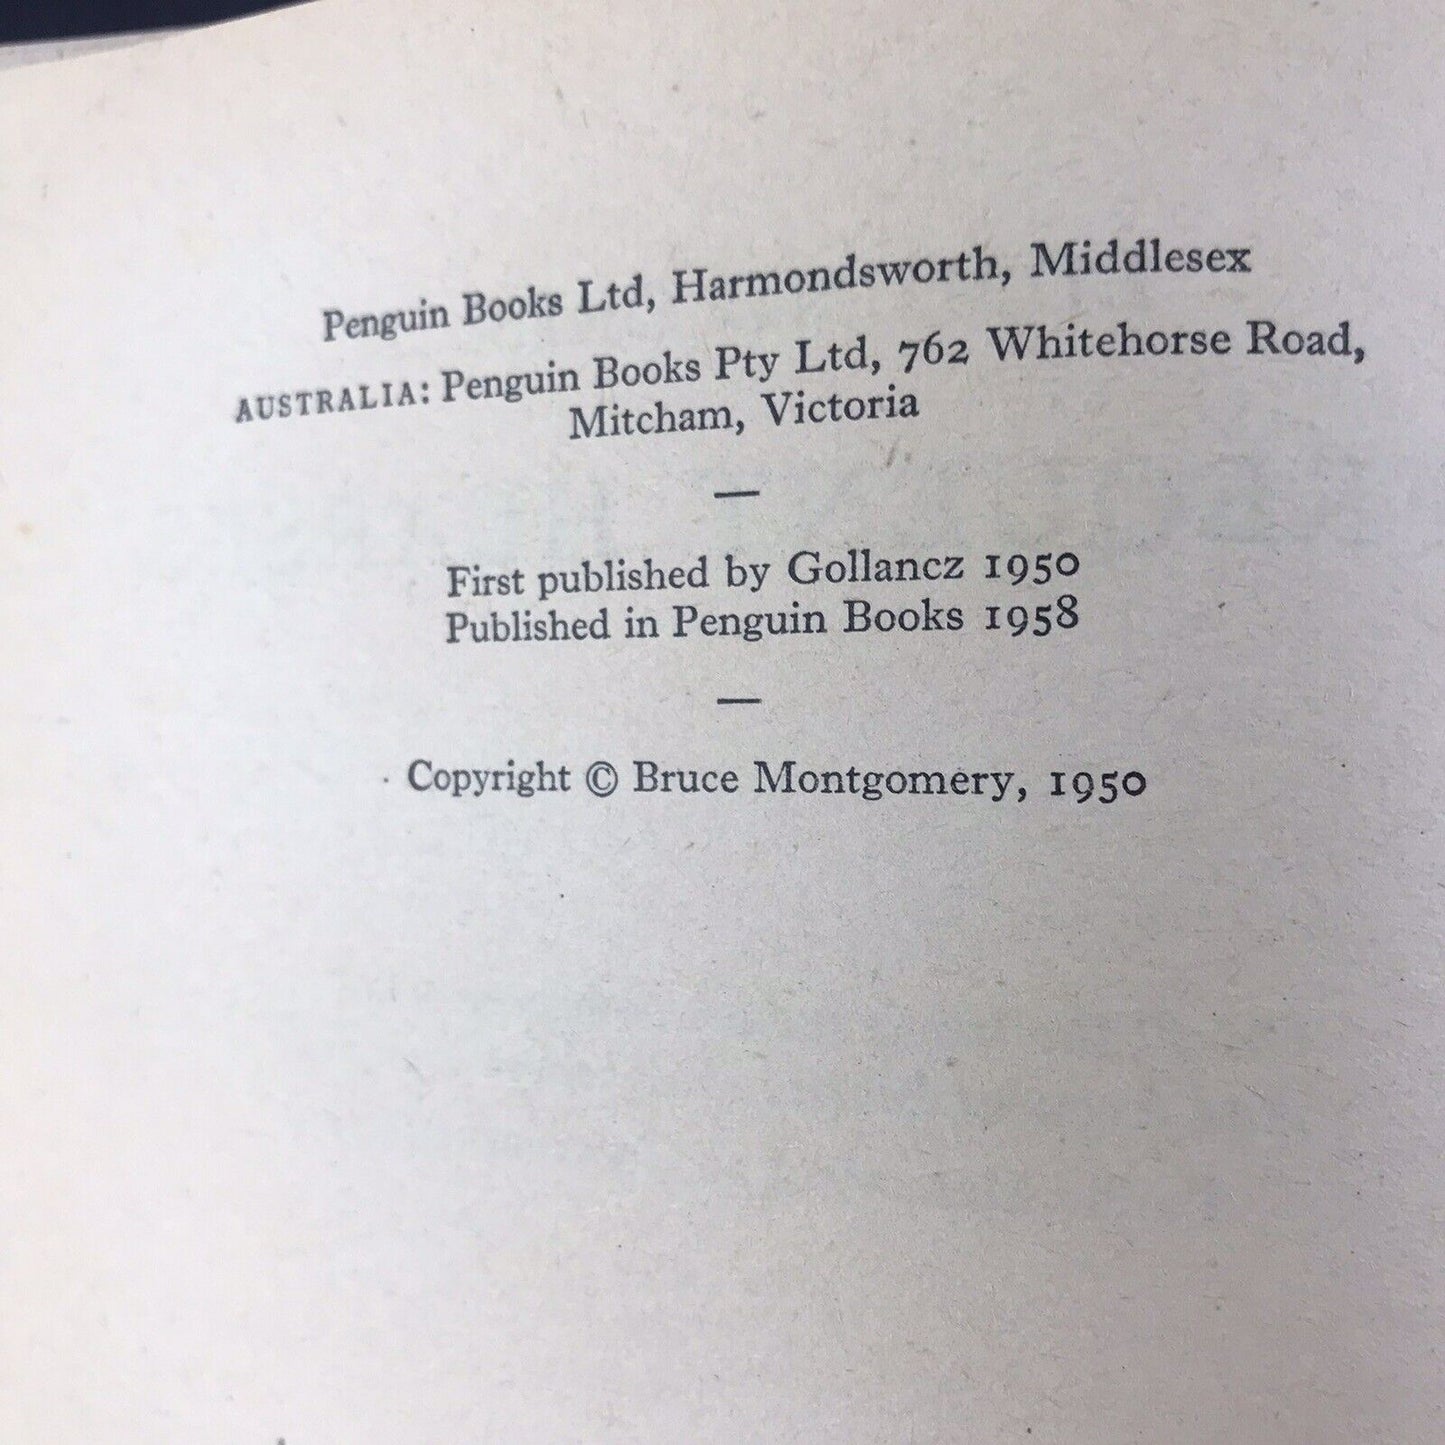 Penguin Books Ltd, Harmondsworth, Middlesex
AUSTRALIA: Penguin Books Pty Ltd, 762 Whitehorse Road,
Mitcham, Victoria
—
First published by Gollancz 1950
Published in Penguin Books 1958
—
Copyright © Bruce Montgomery, 1950